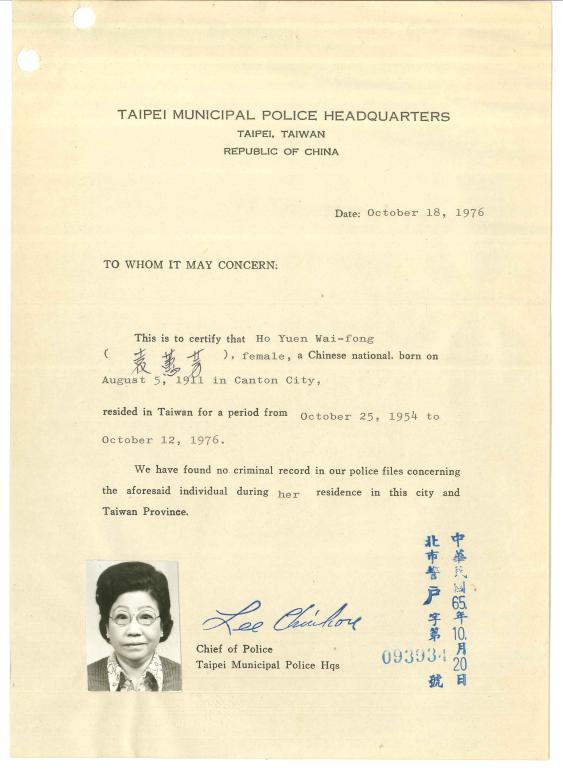 TAIPEI MUNICIPAL POLICE HEADQUARTERS
TAIPEI, TAIWAN
REPUBLIC OF CHINA
Date: October 18, 1976
TO WHOM IT MAY CONCERN:
This is to certify that Ho Yuen Wai-fong
( 袁蕙芳 ), female, a Chinese national. born on
August 5, 1911 in Canton City,
resided in Taiwan for a period from October 25, 1954 to
October 12, 1976.
We have found no criminal record in our police files concerning
the aforesaid individual during her residence in this city and
Taiwan Province.
Lee Chinkou
Chief of Police
Taipei Municipal Police Hqs
中華民國65年10月20日
北市警戶字第093934號